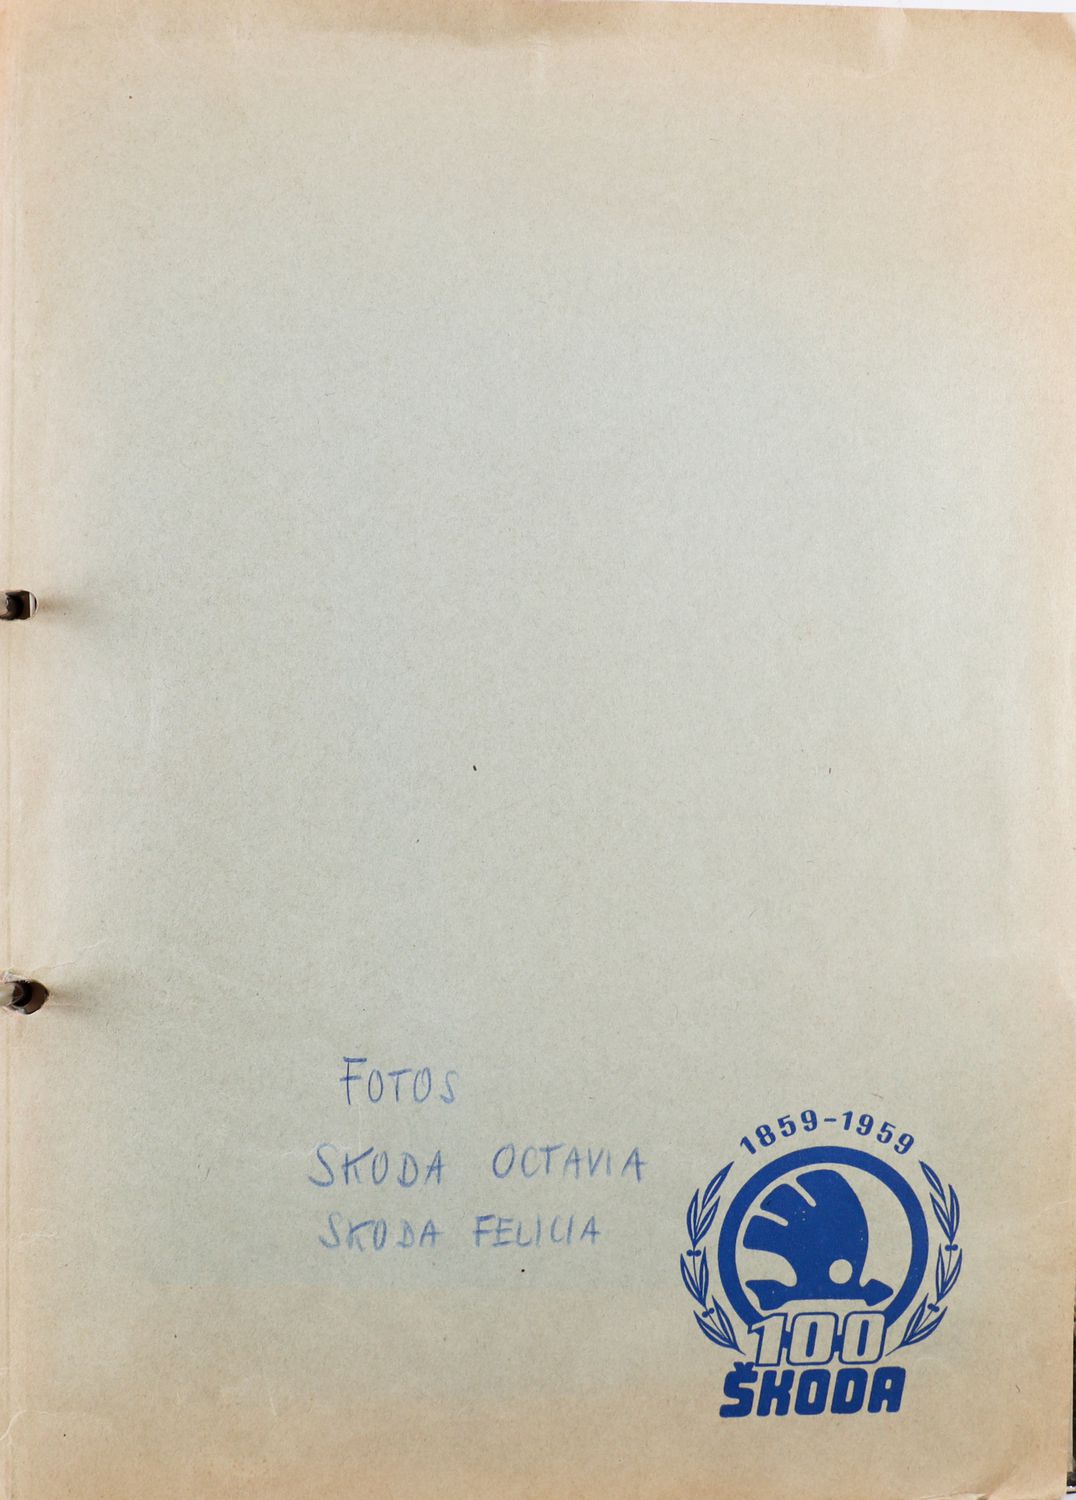 FOTOS
SKODA OCTAVIA
SKODA FELICIA
1859-1959
100
ŠKODA